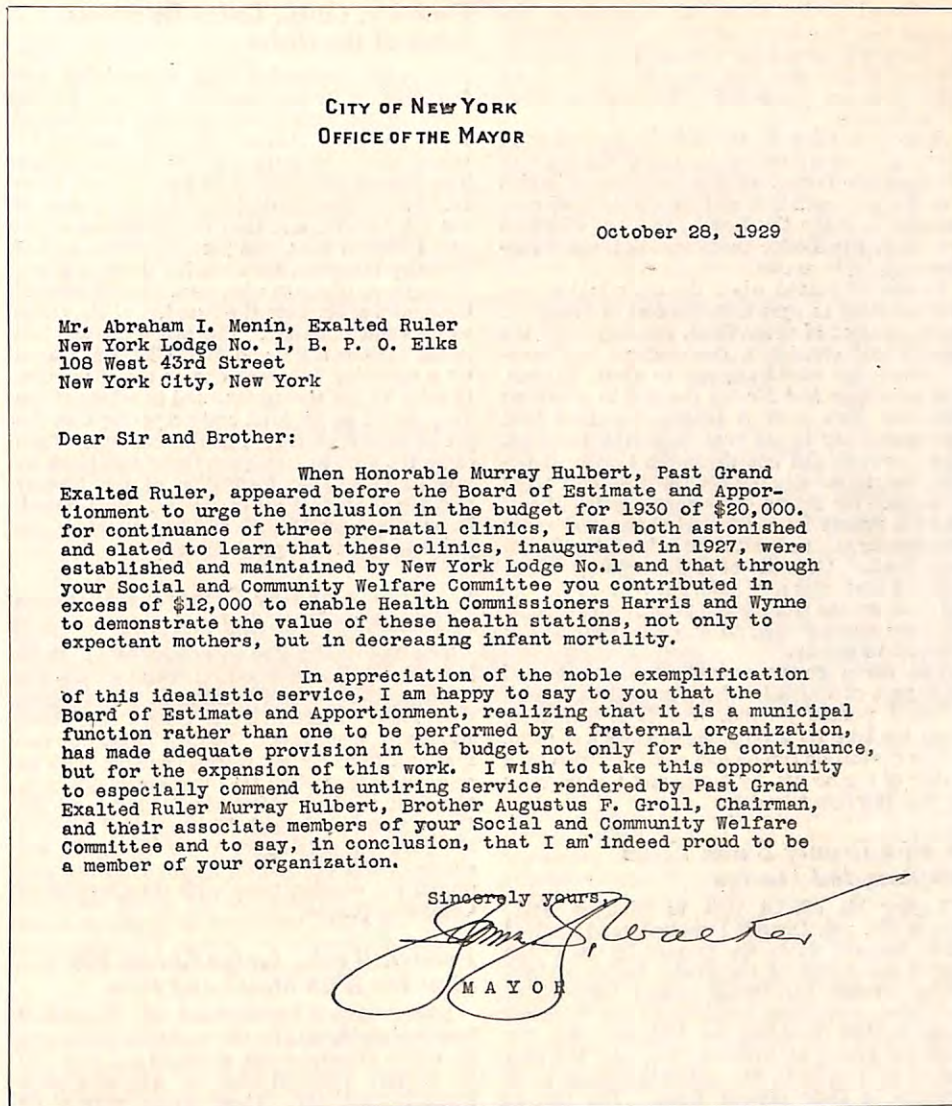 CITY OF NEW YORK
OFFICE OF THE MAYOR
October 28, 1929
Mr. Abraham I. Menin, Exalted Ruler
New York Lodge No. 1, B. P. O. Elks
108 West 43rd Street
New York City, New York
Dear Sir and Brother:
When Honorable Murray Hulbert, Past Grand
Exalted Ruler, appeared before the Board of Estimate and Appor-
tionment to urge the inclusion in the budget for 1930 of $20,000.
for continuance of three pre-natal clinics, I was both astonished
and elated to learn that these clinics, inaugurated in 1927, were
established and maintained by New York Lodge No.1 and that through
your Social and Community Welfare Committee you contributed in
excess of $12,000 to enable Health Commissioners Harris and Wynne
to demonstrate the value of these health stations, not only to
expectant mothers, but in decreasing infant mortality.
In appreciation of the noble exemplification
of this idealistic service, I am happy to say to you that the
Board of Estimate and Apportionment, realizing that it is a municipal
function rather than one to be performed by a fraternal organization,
has made adequate provision in the budget not only for the continuance,
but for the expansion of this work. I wish to take this opportunity
to especially commend the untiring service rendered by Past Grand
Exalted Ruler Murray Hulbert, Brother Augustus F. Groll, Chairman,
and their associate members of your Social and Community Welfare
Committee and to say, in conclusion, that I am indeed proud to be
a member of your organization.
Sincerely yours,
James J. Walker
MAYOR